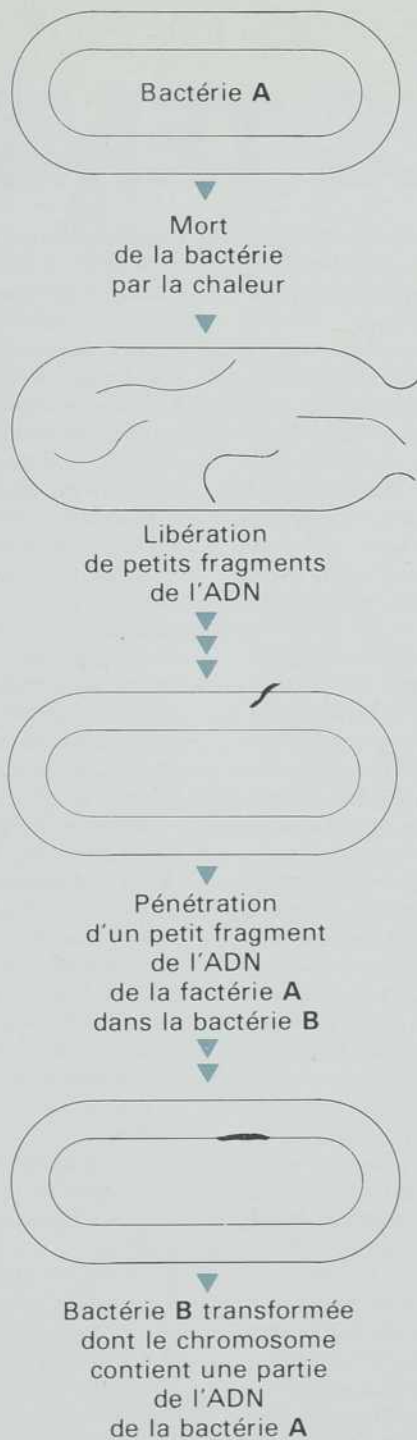 Bactérie A
Mort
de la bactérie
par la chaleur
Libération
de petits fragments
de l'ADN
Pénétration
d'un petit fragment
de l'ADN
de la factérie A
dans la bactérie B
Bactérie B transformée
dont le chromosome
contient une partie
de l'ADN
de la bactérie A